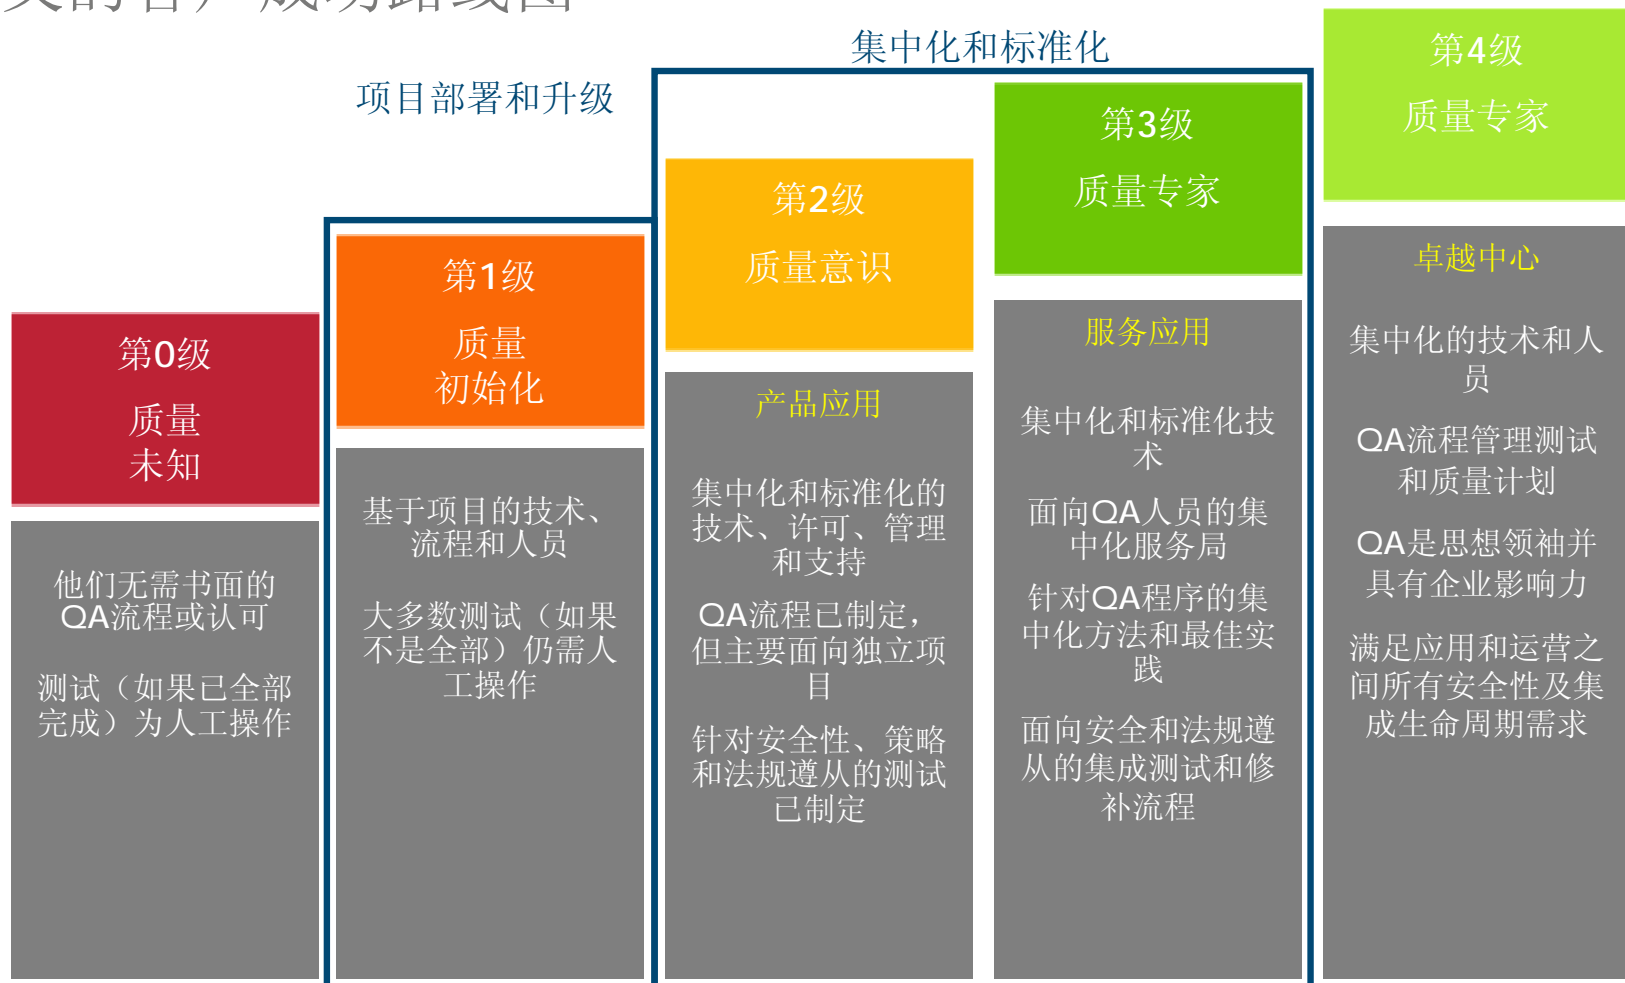 客户成功路线图
集中化和标准化
项目部署和升级
第0级
质量
未知
他们无需书面的
QA流程或认可
测试（如果已全部
完成）为人工操作
第1级
质量
初始化
基于项目的技术、
流程和人员
大多数测试（如果
不是全部）仍需人
工操作
第2级
质量意识
产品应用
集中化和标准化的
技术、许可、管理
和支持
QA流程已制定，
但主要面向独立项
目
针对安全性、策略
和法规遵从的测试
已制定
第3级
质量专家
服务应用
集中化和标准化技
术
面向QA人员的集
中化服务局
针对QA程序的集
中化方法和最佳实
践
面向安全和法规遵
从的集成测试和修
补流程
第4级
质量专家
卓越中心
集中化的技术和人
员
QA流程管理测试
和质量计划
QA是思想领袖并
具有企业影响力
满足应用和运营之
间所有安全性及集
成生命周期需求